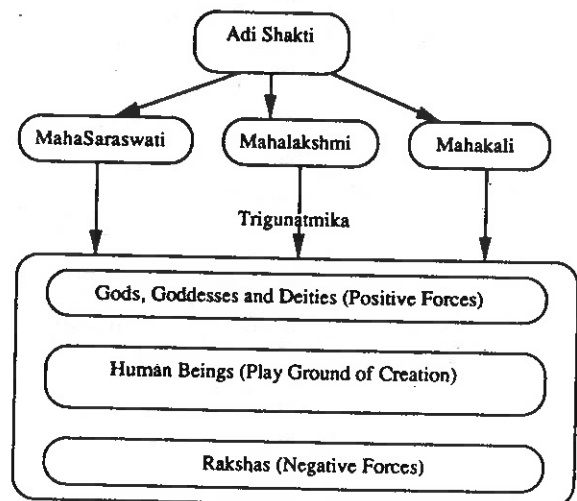 Adi Shakti
MahaSaraswati
Mahalakshmi
Mahakali
Trigunatmika
Gods, Goddesses and Deities (Positive Forces)
Human Beings (Play Ground of Creation)
Rakshas (Negative Forces)